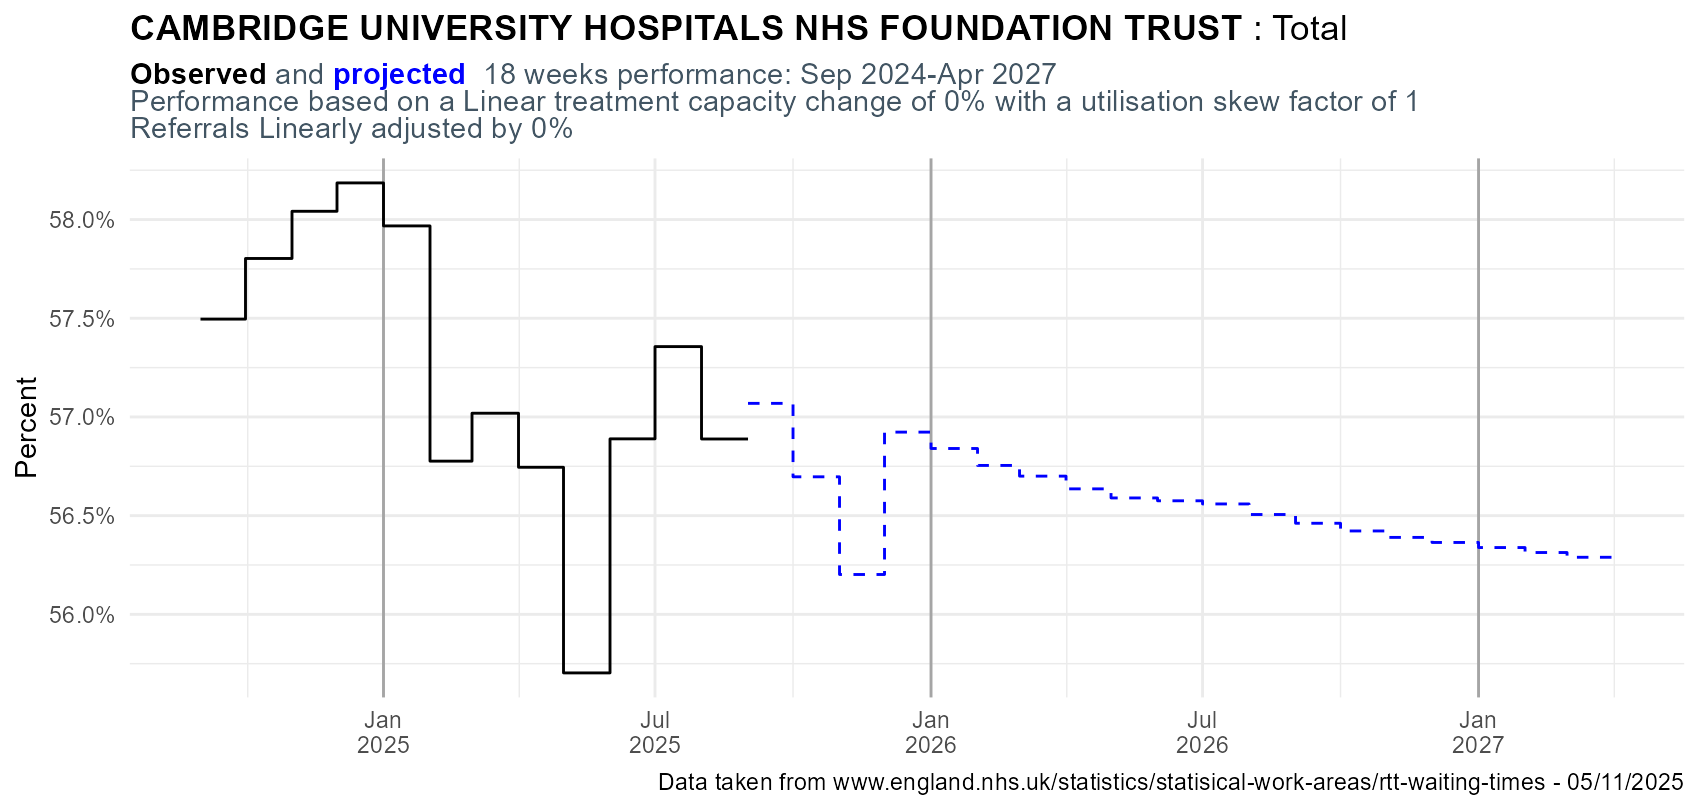 CAMBRIDGE UNIVERSITY HOSPITALS NHS FOUNDATION TRUST : Total
Observed and projected 18 weeks performance: Sep 2024-Apr 2027
Performance based on a Linear treatment capacity change of 0% with a utilisation skew factor of 1
Referrals Linearly adjusted by 0%
Percent
58.0%
57.5%
57.0%
56.5%
56.0%
Jan
2025
Jul
2025
Jan
2026
Jul
2026
Jan
2027
Data taken from www.england.nhs.uk/statistics/statisical-work-areas/rtt-waiting-times - 05/11/2025